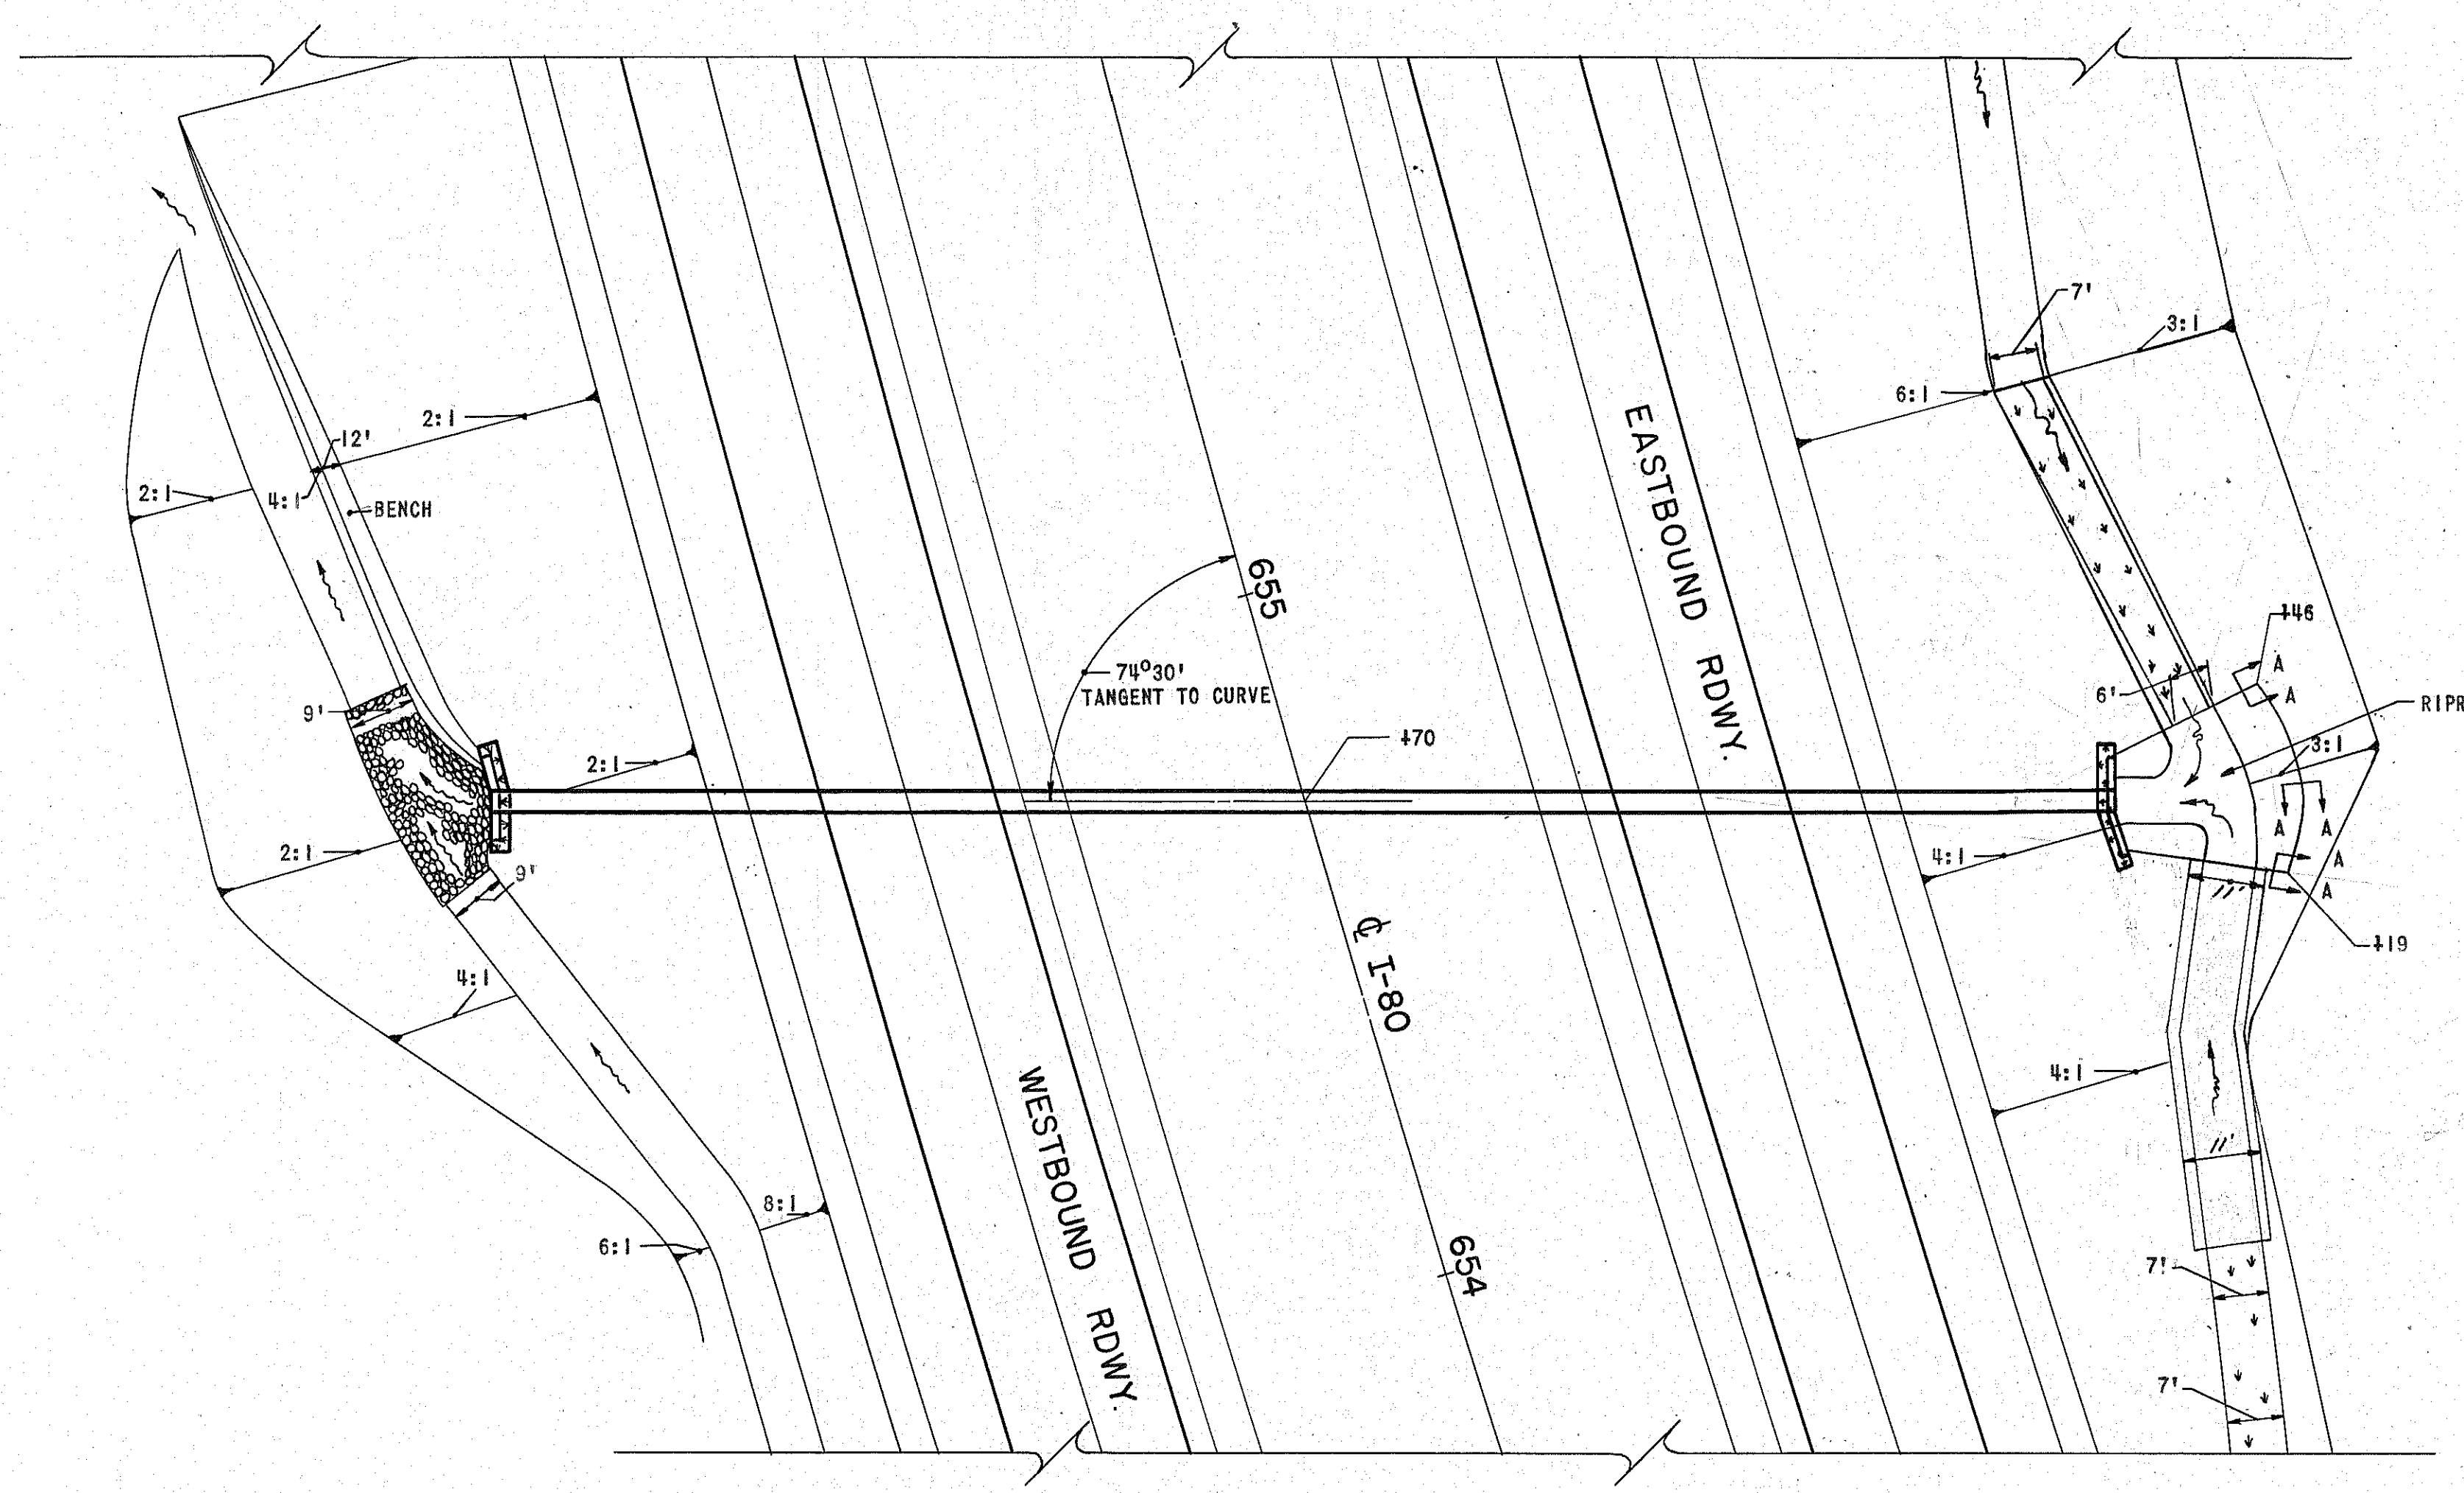 7'
3:1
6:1
2:1
12'
2:1
4:1
BENCH
EASTBOUND RDWY.
655
+46
A
A
6'
74°30'
TANGENT TO CURVE
RIPR
9'
+70
2:1
3:1
2:1
4:1
A
A
A
A
11'
9'
+19
4:1
℄ I-80
4:1
WESTBOUND RDWY.
11'
8:1
6:1
654
7'
7'